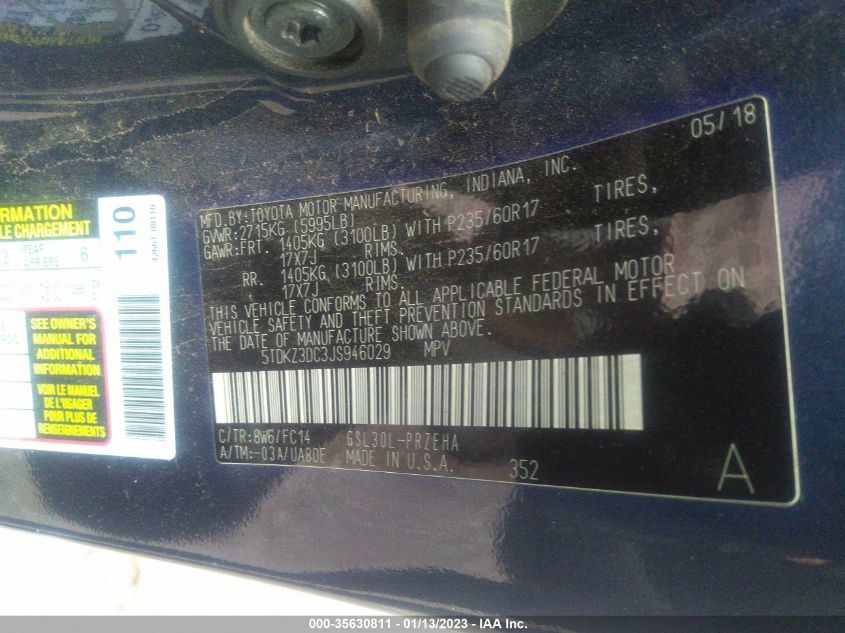 05/18
MFD.BY:TOYOTA MOTOR MANUFACTURING, INDIANA, INC.
GVWR:2715KG (5995LB)
GAWR:FRT. 1405KG (3100LB) WITH P235/60R17 TIRES,
17X7J RIMS.
RR. 1405KG (3100LB) WITH P235/60R17 TIRES,
17X7J RIMS.
THIS VEHICLE CONFORMS TO ALL APPLICABLE FEDERAL MOTOR
VEHICLE SAFETY AND THEFT PREVENTION STANDARDS IN EFFECT ON
THE DATE OF MANUFACTURE SHOWN ABOVE.
5TDKZ3DC3JS946029 MPV
C/TR:8W6/FC14 GSL30L-PRZEHA
A/TM:-03A/UA80E MADE IN U.S.A. 352
A
110
REAR
ARRIÈRE 6
SEE OWNER'S
MANUAL FOR
ADDITIONAL
INFORMATION
VOIR LE MANUEL
DE L'USAGER
POUR PLUS DE
RENSEIGNEMENTS
000-35630811 - 01/13/2023 - IAA Inc.